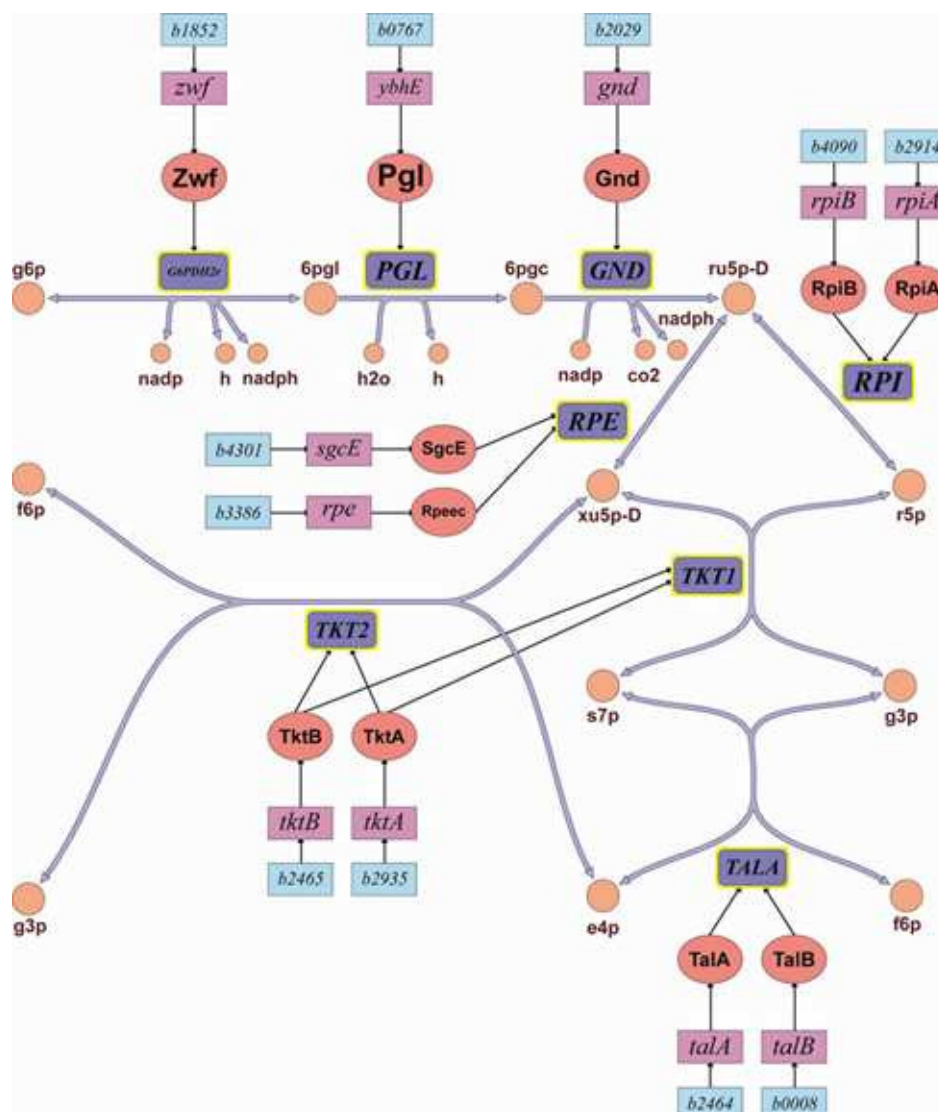 b1852
b0767
b2029
zwf
ybhE
gnd
b4090
b2914
Zwf
Pgl
Gnd
rpiB
rpiA
g6p
G6PDH2r
6pgl
PGL
6pgc
GND
ru5p-D
RpiB
RpiA
nadp
h
nadph
h2o
h
nadp
co2
nadph
RPI
RPE
b4301
sgcE
SgcE
f6p
b3386
rpe
Rpeec
xu5p-D
r5p
TKT1
TKT2
s7p
g3p
TktB
TktA
tktB
tktA
b2465
b2935
TALA
g3p
e4p
f6p
TalA
TalB
talA
talB
b2464
b0008